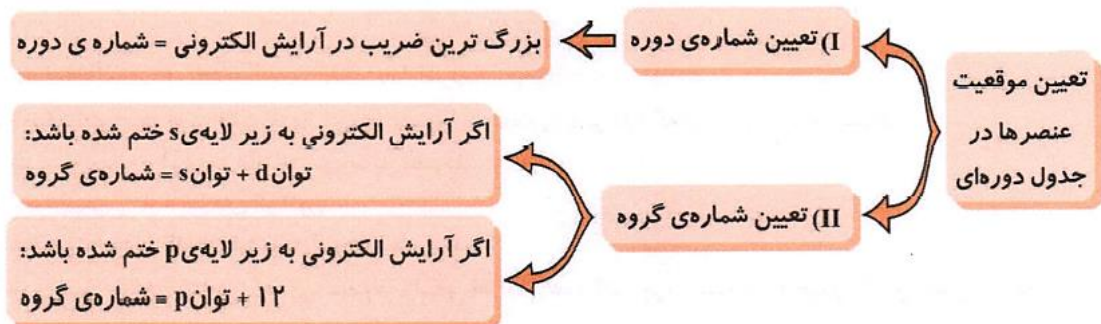 تعیین موقعیت
عنصرها در
جدول دوره‌ای
I) تعیین شماره‌ی دوره
بزرگ ترین ضریب در آرایش الکترونی = شماره ی دوره
II) تعیین شماره‌ی گروه
اگر آرایش الکترونی به زیر لایه‌ی s ختم شده باشد:
توان d + توان s = شماره‌ی گروه
اگر آرایش الکترونی به زیر لایه‌ی p ختم شده باشد:
۱۲ + توان p = شماره‌ی گروه